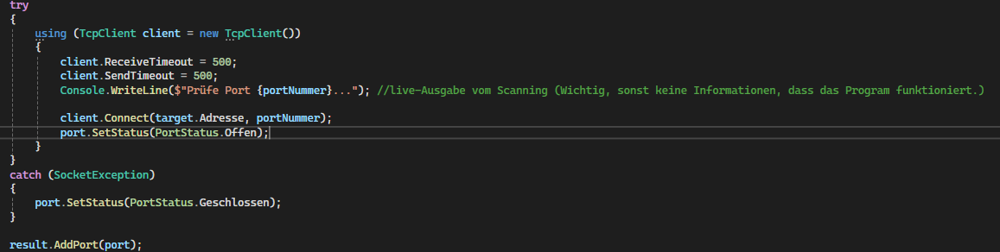 try
{
using (TcpClient client = new TcpClient())
{
client.ReceiveTimeout = 500;
client.SendTimeout = 500;
Console.WriteLine($"Prüfe Port {portNummer}..."); //live-Ausgabe vom Scanning (Wichtig, sonst keine Informationen, dass das Program funktioniert.)
client.Connect(target.Adresse, portNummer);
port.SetStatus(PortStatus.Offen);
}
}
catch (SocketException)
{
port.SetStatus(PortStatus.Geschlossen);
}
result.AddPort(port);